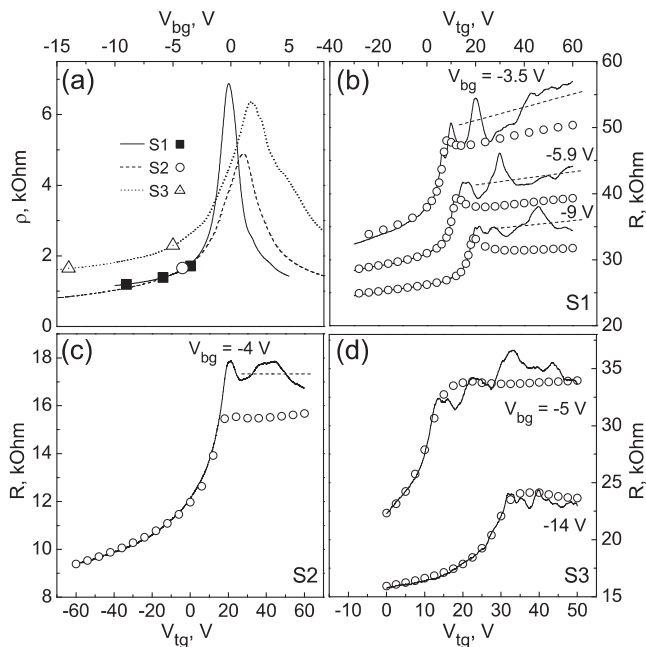 V_bg, V
-15 -10 -5 0 5
V_tg, V
-40 -20 0 20 40 60
(a)
6
4
2
0
ρ, kOhm
S1
S2
S3
(b)
V_bg = -3.5 V
-5.9 V
-9 V
S1
60
50
40
30
20
R, kOhm
(c)
V_bg = -4 V
18
16
14
12
10
8
R, kOhm
S2
-60 -40 -20 0 20 40 60
V_tg, V
(d)
V_bg = -5 V
-14 V
S3
35
30
25
20
15
R, kOhm
-10 0 10 20 30 40 50
V_tg, V